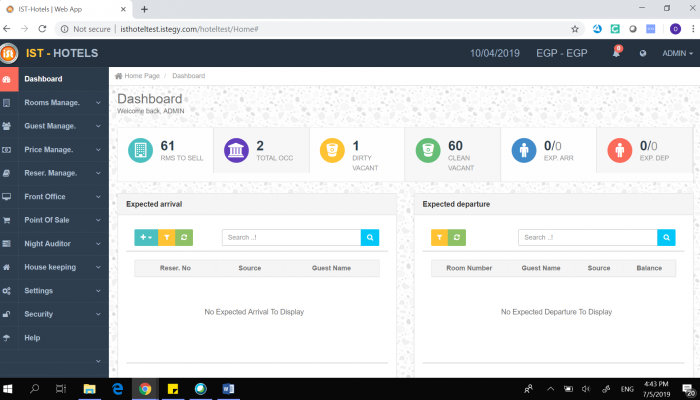 IST-Hotels | Web App
Not secure | isthoteltest.istegy.com/hoteltest/Home#
IST - HOTELS
10/04/2019
EGP - EGP
8
ADMIN
Dashboard
Rooms Manage.
Guest Manage.
Price Manage.
Reser. Manage.
Front Office
Point Of Sale
Night Auditor
House keeping
Settings
Security
Help
Home Page / Dashboard
Dashboard
Welcome back, ADMIN
61
RMS TO SELL
2
TOTAL OCC
1
DIRTY
VACANT
60
CLEAN
VACANT
0/0
EXP. ARR
0/0
EXP. DEP
Expected arrival
Search ..!
Reser. No Source Guest Name
No Expected Arrival To Display
Expected departure
Search ..!
Room Number Guest Name Source Balance
No Expected Departure To Display
ENG
4:43 PM
7/5/2019
20